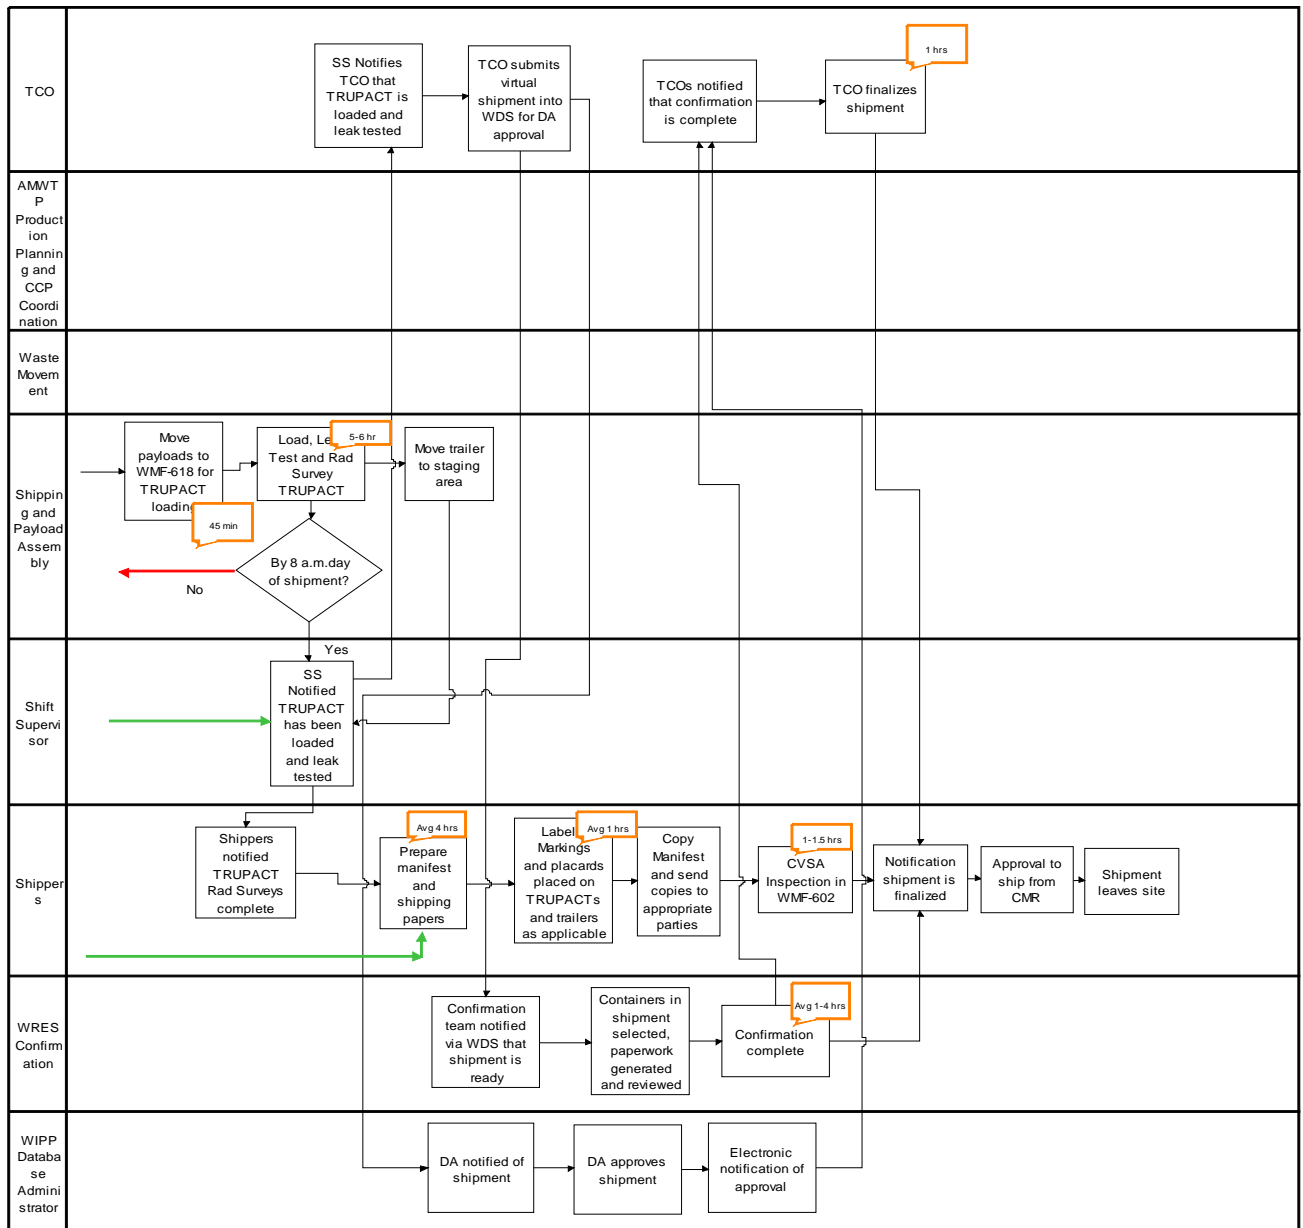 TCO
SS Notifies
TCO that
TRUPACT is
loaded and
leak tested
TCO submits
virtual
shipment into
WDS for DA
approval
TCOs notified
that confirmation
is complete
TCO finalizes
shipment
1 hrs
AMWT
P
Product
ion
Plannin
g and
CCP
Coordi
nation
Waste
Movem
ent
Shippin
g and
Payload
Assem
bly
Move
payloads to
WMF-618 for
TRUPACT
loading
45 min
Load, Le
Test and Rad
Survey
TRUPACT
5-6 hr
Move trailer
to staging
area
By 8 a.m.day
of shipment?
No
Yes
Shift
Supervi
sor
SS
Notified
TRUPACT
has been
loaded
and leak
tested
Shipper
s
Shippers
notified
TRUPACT
Rad Surveys
complete
Avg 4 hrs
Prepare
manifest
and
shipping
papers
Avg 1 hrs
Label
Markings
and placards
placed on
TRUPACTs
and trailers
as applicable
Copy
Manifest
and send
copies to
appropriate
parties
1-1.5 hrs
CVSA
Inspection in
WMF-602
Notification
shipment is
finalized
Approval to
ship from
CMR
Shipment
leaves site
WRES
Confirm
ation
Confirmation
team notified
via WDS that
shipment is
ready
Containers in
shipment
selected,
paperwork
generated
and reviewed
Avg 1-4 hrs
Confirmation
complete
WIPP
Databa
se
Admini
strator
DA notified of
shipment
DA approves
shipment
Electronic
notification of
approval